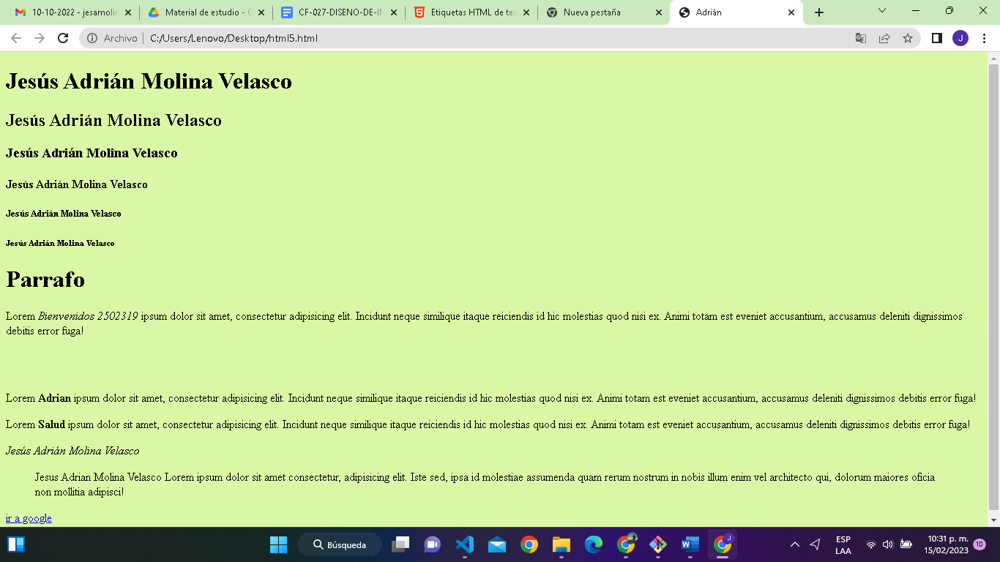 10-10-2022 - jesamolin
Material de estudio - G
CF-027-DISENO-DE-IN
Etiquetas HTML de tex
Nueva pestaña
Adrián
Archivo
C:/Users/Lenovo/Desktop/html5.html
J
Jesús Adrián Molina Velasco
Jesús Adrián Molina Velasco
Jesús Adrián Molina Velasco
Jesús Adrián Molina Velasco
Jesús Adrián Molina Velasco
Jesús Adrián Molina Velasco
Parrafo
Lorem Bienvenidos 2502319 ipsum dolor sit amet, consectetur adipisicing elit. Incidunt neque similique itaque reiciendis id hic molestias quod nisi ex. Animi totam est eveniet accusantium, accusamus deleniti dignissimos
debitis error fuga!
Lorem Adrian ipsum dolor sit amet, consectetur adipisicing elit. Incidunt neque similique itaque reiciendis id hic molestias quod nisi ex. Animi totam est eveniet accusantium, accusamus deleniti dignissimos debitis error fuga!
Lorem Salud ipsum dolor sit amet, consectetur adipisicing elit. Incidunt neque similique itaque reiciendis id hic molestias quod nisi ex. Animi totam est eveniet accusantium, accusamus deleniti dignissimos debitis error fuga!
Jesús Adrián Molina Velasco
Jesus Adrian Molina Velasco Lorem ipsum dolor sit amet consectetur, adipisicing elit. Iste sed, ipsa id molestiae assumenda quam rerum nostrum in nobis illum enim vel architecto qui, dolorum maiores oficia
non mollitia adipisci!
ir a google
Búsqueda
ESP
LAA
10:31 p. m.
15/02/2023
10